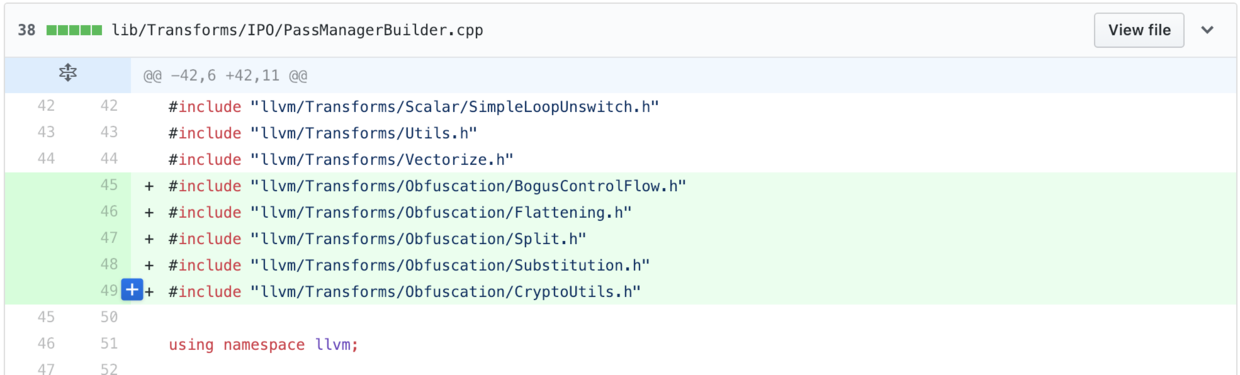 38 lib/Transforms/IPO/PassManagerBuilder.cpp View file
@@ -42,6 +42,11 @@
42 42 #include "llvm/Transforms/Scalar/SimpleLoopUnswitch.h"
43 43 #include "llvm/Transforms/Utils.h"
44 44 #include "llvm/Transforms/Vectorize.h"
45 + #include "llvm/Transforms/Obfuscation/BogusControlFlow.h"
46 + #include "llvm/Transforms/Obfuscation/Flattening.h"
47 + #include "llvm/Transforms/Obfuscation/Split.h"
48 + #include "llvm/Transforms/Obfuscation/Substitution.h"
49 + #include "llvm/Transforms/Obfuscation/CryptoUtils.h"
45 50
46 51 using namespace llvm;
47 52